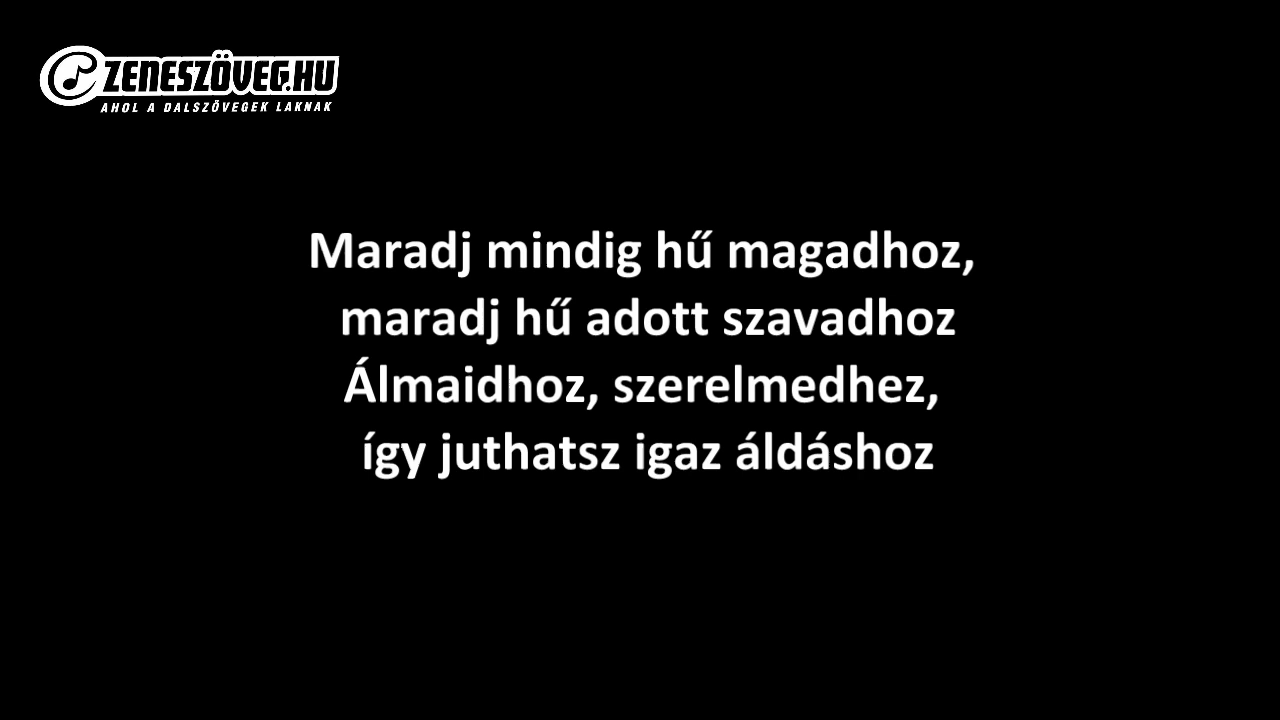 ZENESZÖVEG.HU
AHOL A DALSZÖVEGEK LAKNAK
Maradj mindig hű magadhoz,
maradj hű adott szavadhoz
Álmaidhoz, szerelmedhez,
így juthatsz igaz áldáshoz